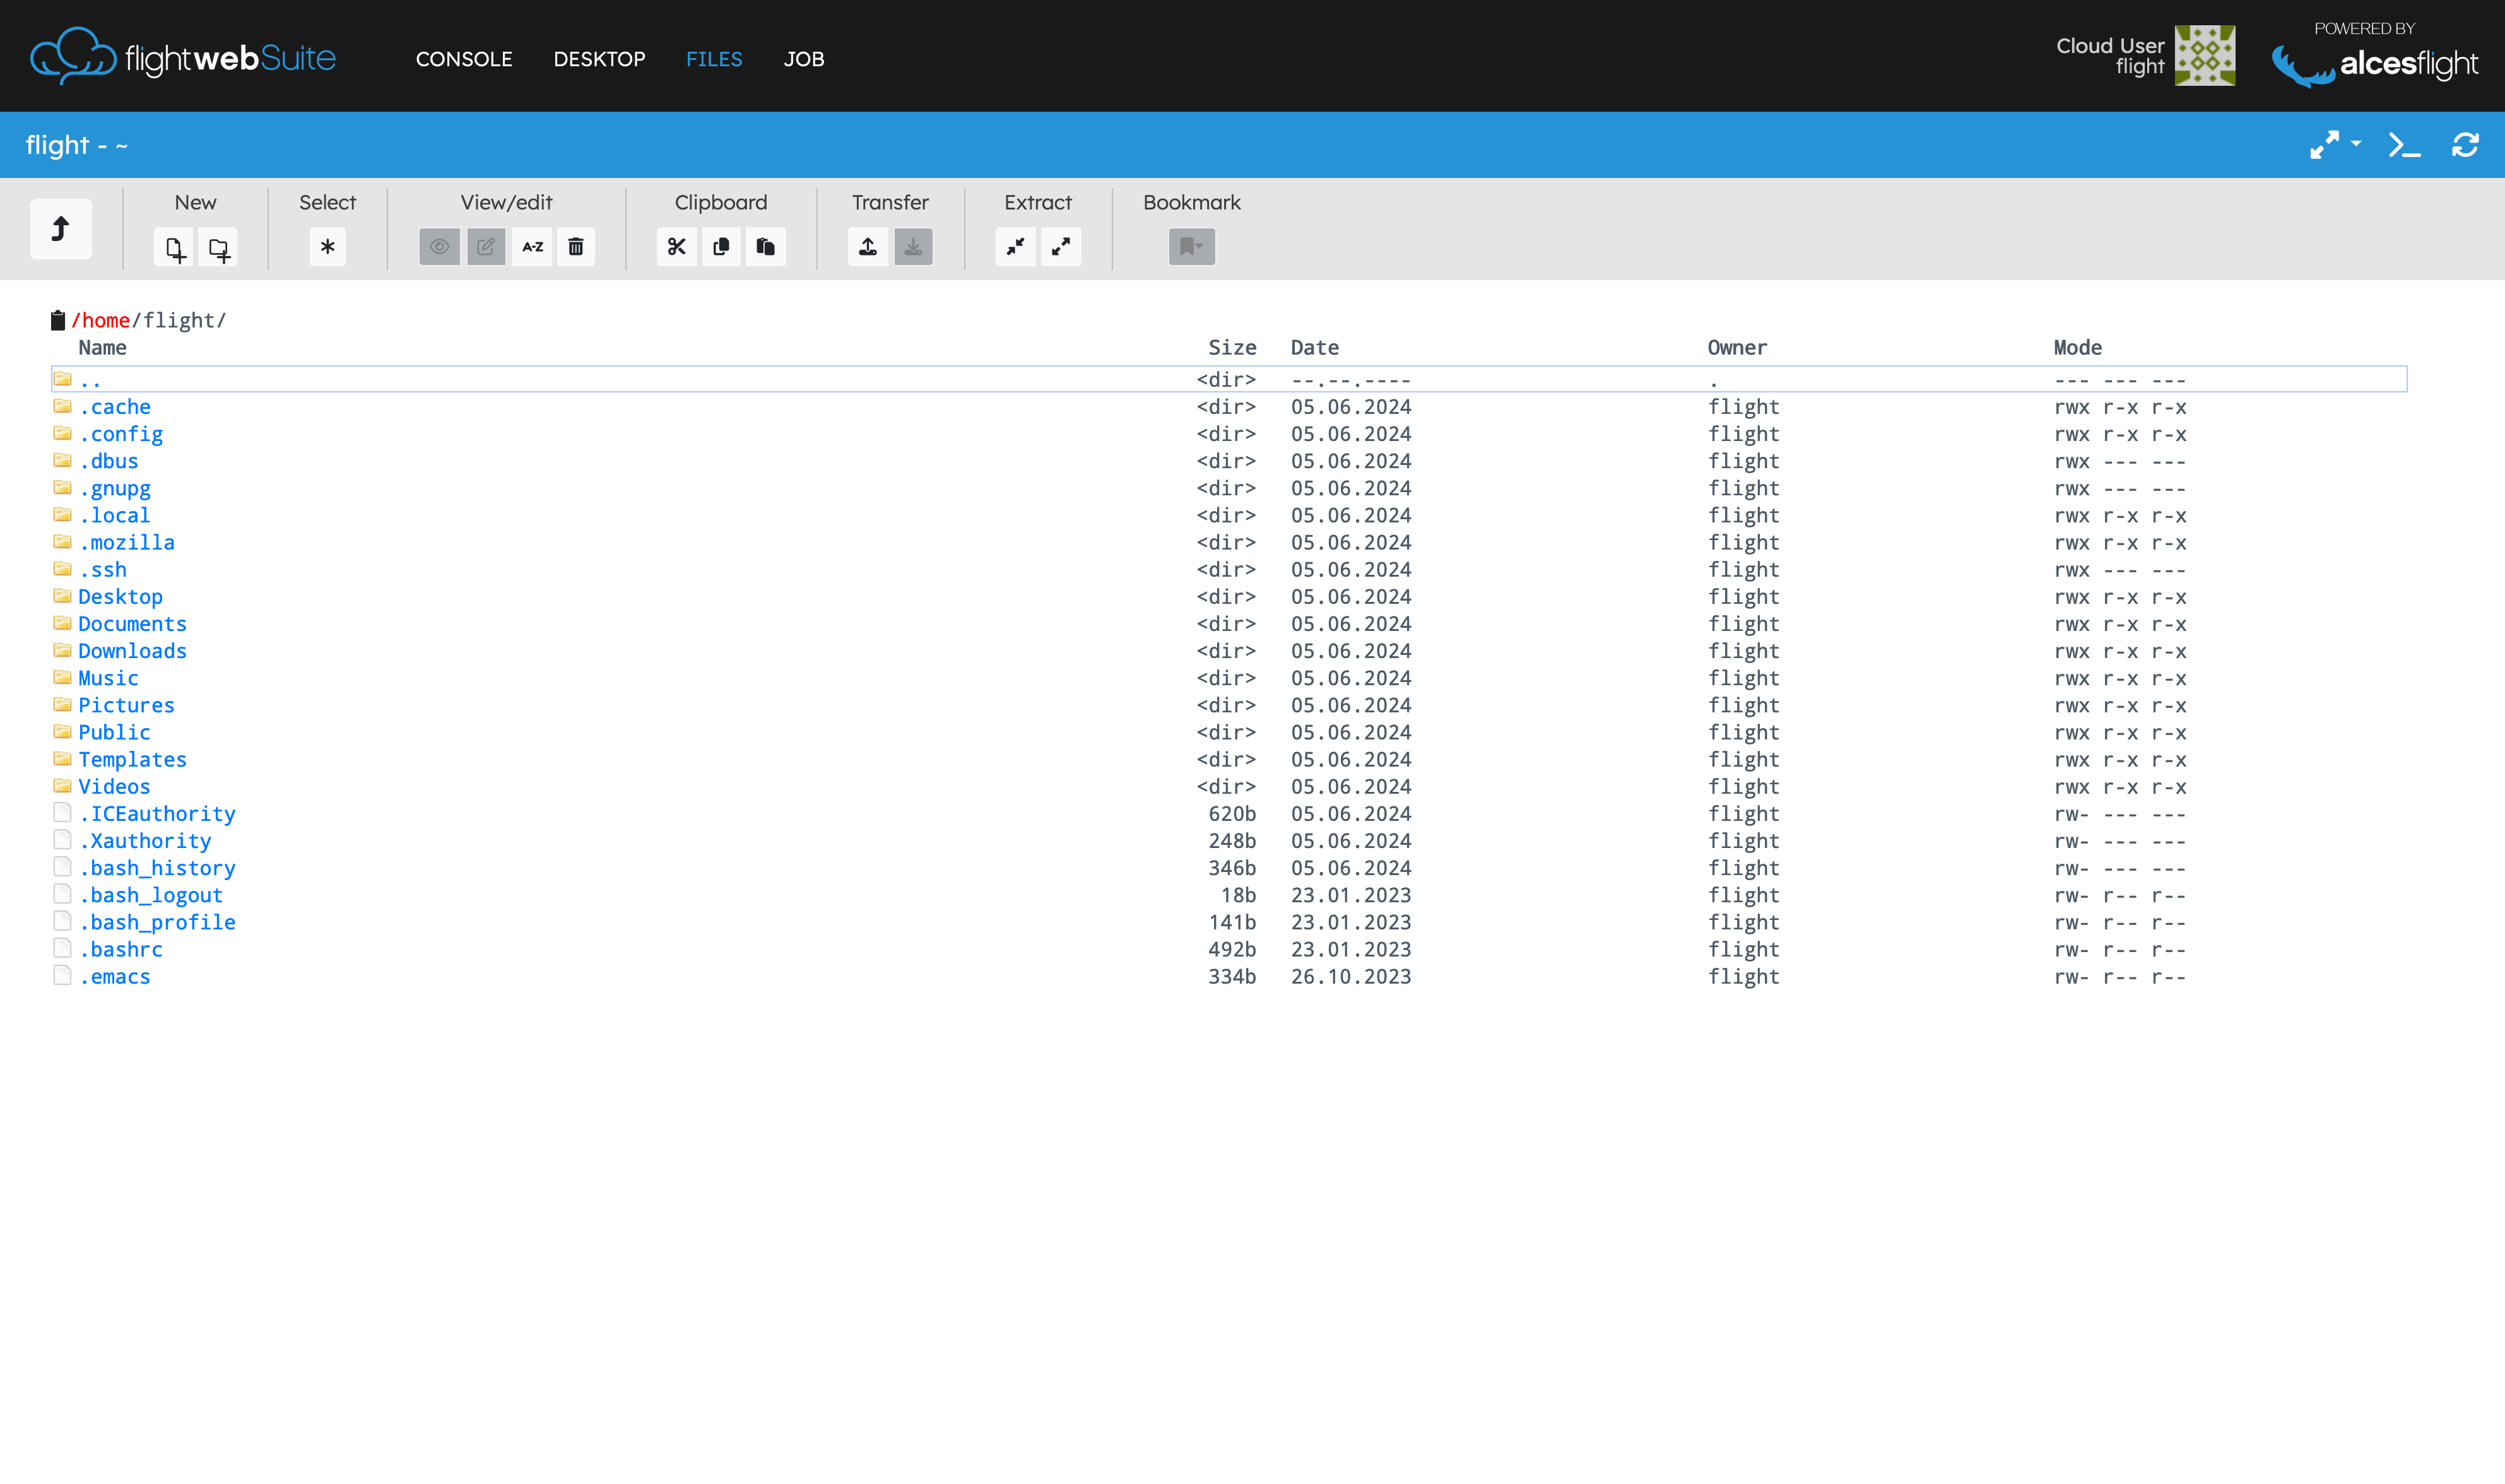 flightwebSuite CONSOLE DESKTOP FILES JOB Cloud User flight POWERED BY alcesflight
flight - ~
New Select View/edit Clipboard Transfer Extract Bookmark
A-Z
/home/flight/
Name Size Date Owner Mode
.. <dir> --.--.---- . --- --- ---
.cache <dir> 05.06.2024 flight rwx r-x r-x
.config <dir> 05.06.2024 flight rwx r-x r-x
.dbus <dir> 05.06.2024 flight rwx --- ---
.gnupg <dir> 05.06.2024 flight rwx --- ---
.local <dir> 05.06.2024 flight rwx r-x r-x
.mozilla <dir> 05.06.2024 flight rwx r-x r-x
.ssh <dir> 05.06.2024 flight rwx --- ---
Desktop <dir> 05.06.2024 flight rwx r-x r-x
Documents <dir> 05.06.2024 flight rwx r-x r-x
Downloads <dir> 05.06.2024 flight rwx r-x r-x
Music <dir> 05.06.2024 flight rwx r-x r-x
Pictures <dir> 05.06.2024 flight rwx r-x r-x
Public <dir> 05.06.2024 flight rwx r-x r-x
Templates <dir> 05.06.2024 flight rwx r-x r-x
Videos <dir> 05.06.2024 flight rwx r-x r-x
.ICEauthority 620b 05.06.2024 flight rw- --- ---
.Xauthority 248b 05.06.2024 flight rw- --- ---
.bash_history 346b 05.06.2024 flight rw- --- ---
.bash_logout 18b 23.01.2023 flight rw- r-- r--
.bash_profile 141b 23.01.2023 flight rw- r-- r--
.bashrc 492b 23.01.2023 flight rw- r-- r--
.emacs 334b 26.10.2023 flight rw- r-- r--